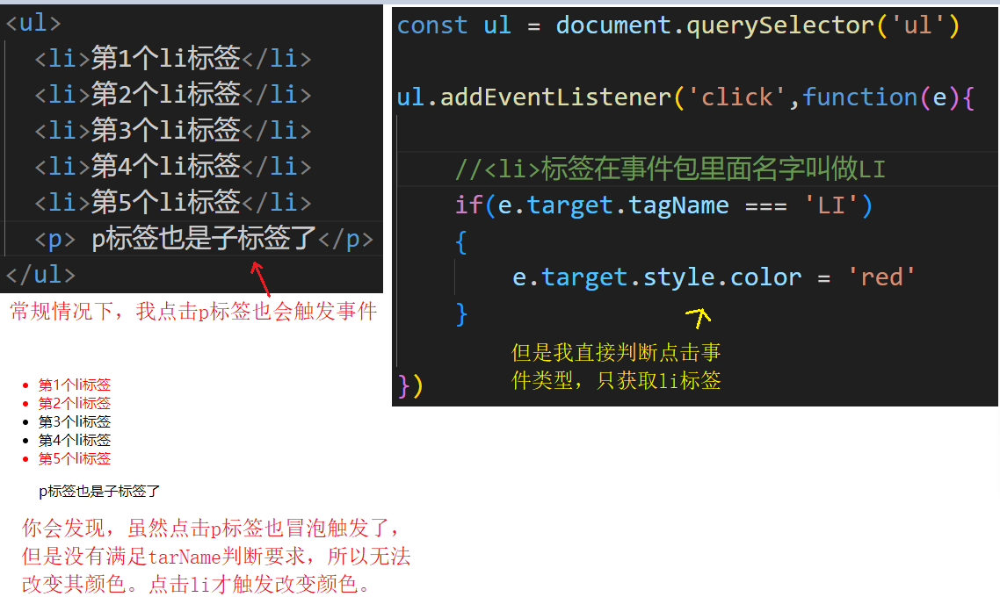 <ul>
<li>第1个li标签</li>
<li>第2个li标签</li>
<li>第3个li标签</li>
<li>第4个li标签</li>
<li>第5个li标签</li>
<p> p标签也是子标签了</p>
</ul>
常规情况下，我点击p标签也会触发事件
const ul = document.querySelector('ul')
ul.addEventListener('click',function(e){
//<li>标签在事件包里面名字叫做LI
if(e.target.tagName === 'LI')
{
e.target.style.color = 'red'
}
但是我直接判断点击事
件类型，只获取li标签
})
第1个li标签
第2个li标签
第3个li标签
第4个li标签
第5个li标签
p标签也是子标签了
你会发现，虽然点击p标签也冒泡触发了，
但是没有满足tarName判断要求，所以无法
改变其颜色。点击li才触发改变颜色。